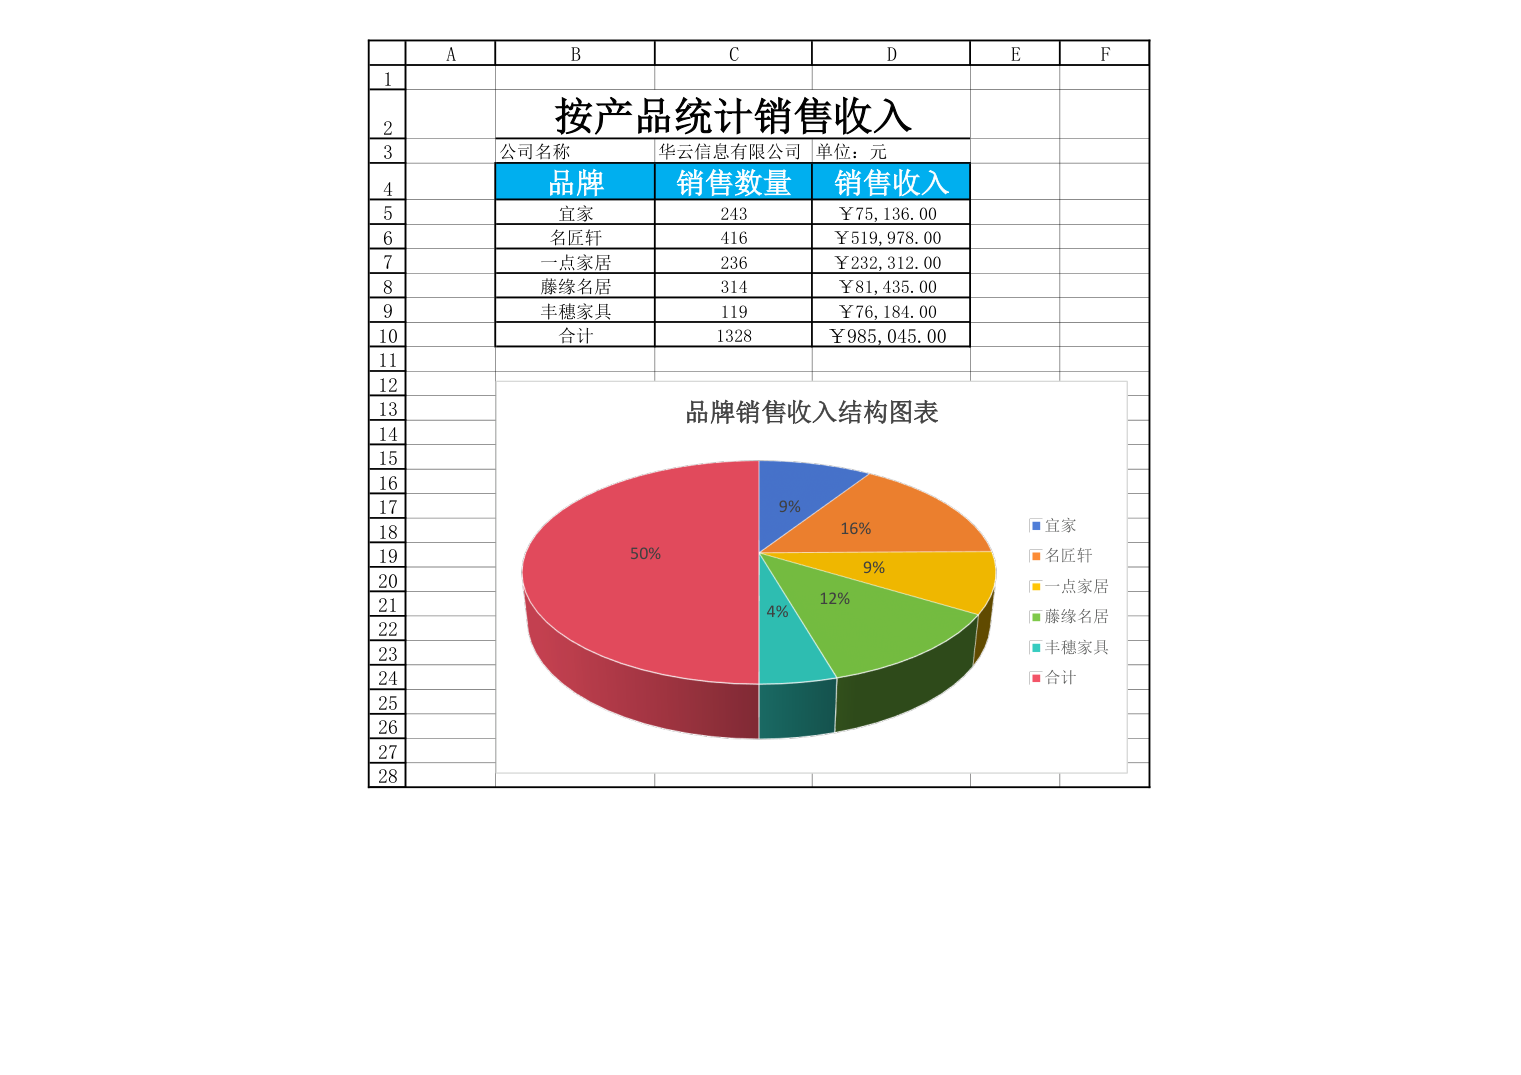 A B C D E F
1
2 按产品统计销售收入
3 公司名称 华云信息有限公司 单位：元
4 品牌 销售数量 销售收入
5 宜家 243 ￥75,136.00
6 名匠轩 416 ￥519,978.00
7 一点家居 236 ￥232,312.00
8 藤缘名居 314 ￥81,435.00
9 丰穗家具 119 ￥76,184.00
10 合计 1328 ￥985,045.00
11
12
13 品牌销售收入结构图表
14
15
16
17 9%
18 16% 宜家
19 50% 名匠轩
20 9% 一点家居
21 4% 12%
22 藤缘名居
23 丰穗家具
24 合计
25
26
27
28